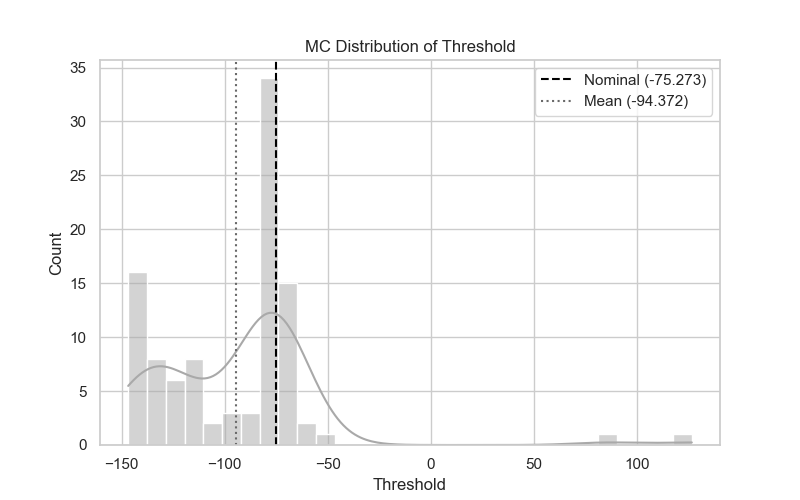 MC Distribution of Threshold
Nominal (-75.273)
Mean (-94.372)
35
30
25
20
15
10
5
0
Count
−150
−100
−50
0
50
100
Threshold